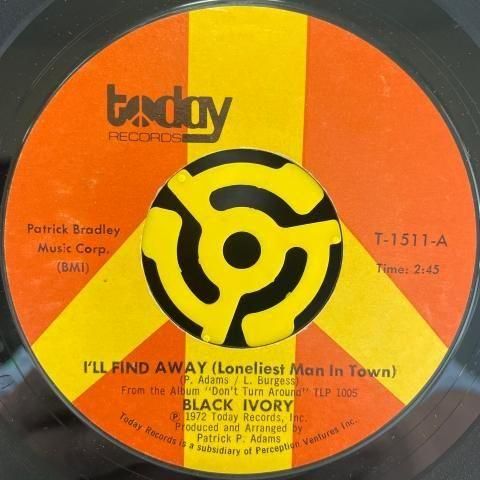 today
RECORDS
Patrick Bradley
Music Corp.
(BMI)
T-1511-A
Time: 2:45
I'LL FIND AWAY (Loneliest Man In Town)
(P. Adams / L. Burgess)
From the Album "Don't Turn Around" TLP 1005
BLACK IVORY
℗ 1972 Today Records, Inc.
Produced and Arranged by
Patrick P. Adams
Today Records is a subsidiary of Perception Ventures Inc.